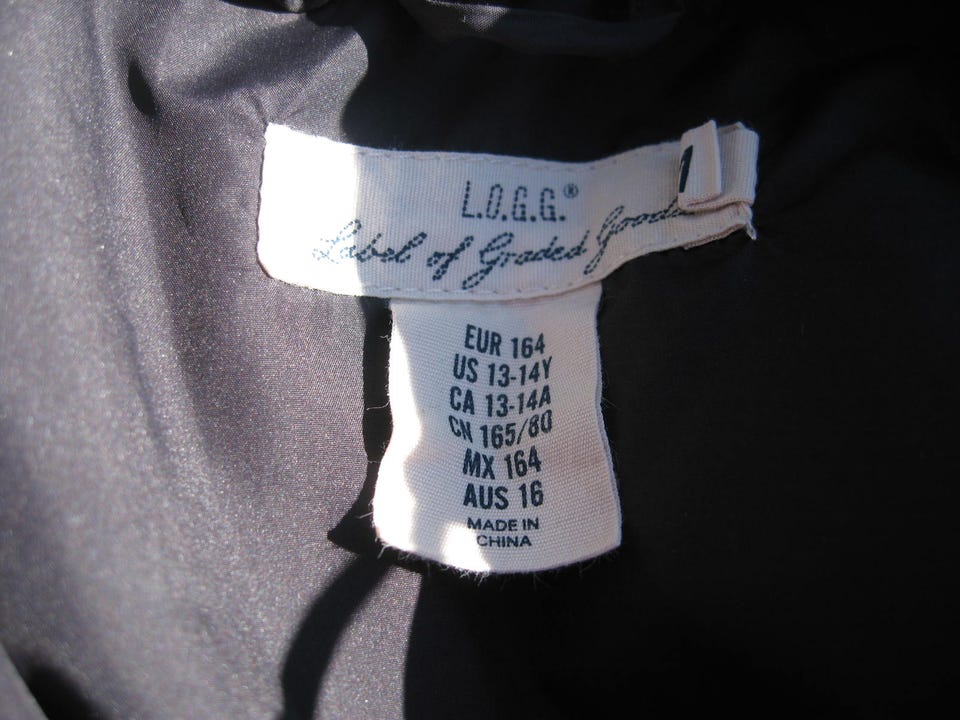 L.O.G.G.®
Label of Graded Goods
EUR 164
US 13-14Y
CA 13-14A
CN 165/80
MX 164
AUS 16
MADE IN
CHINA